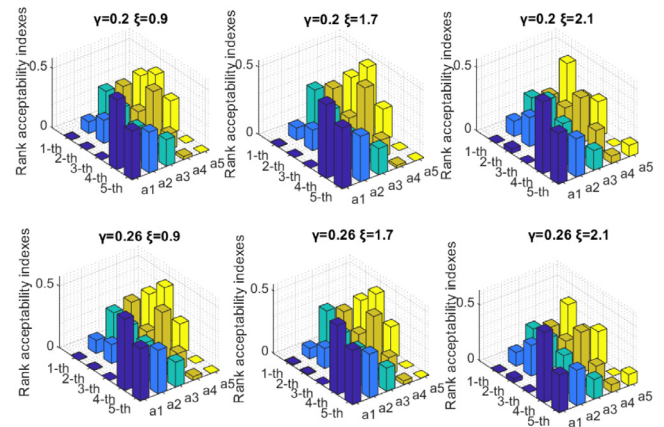 γ=0.2 ξ=0.9
Rank acceptability indexes
0.5
0
1-th
2-th
3-th
4-th
5-th
a1
a2
a3
a4
a5
γ=0.2 ξ=1.7
Rank acceptability indexes
0.5
0
1-th
2-th
3-th
4-th
5-th
a1
a2
a3
a4
a5
γ=0.2 ξ=2.1
Rank acceptability indexes
0.5
0
1-th
2-th
3-th
4-th
5-th
a1
a2
a3
a4
a5
γ=0.26 ξ=0.9
Rank acceptability indexes
0.5
0
1-th
2-th
3-th
4-th
5-th
a1
a2
a3
a4
a5
γ=0.26 ξ=1.7
Rank acceptability indexes
0.5
0
1-th
2-th
3-th
4-th
5-th
a1
a2
a3
a4
a5
γ=0.26 ξ=2.1
Rank acceptability indexes
0.5
0
1-th
2-th
3-th
4-th
5-th
a1
a2
a3
a4
a5